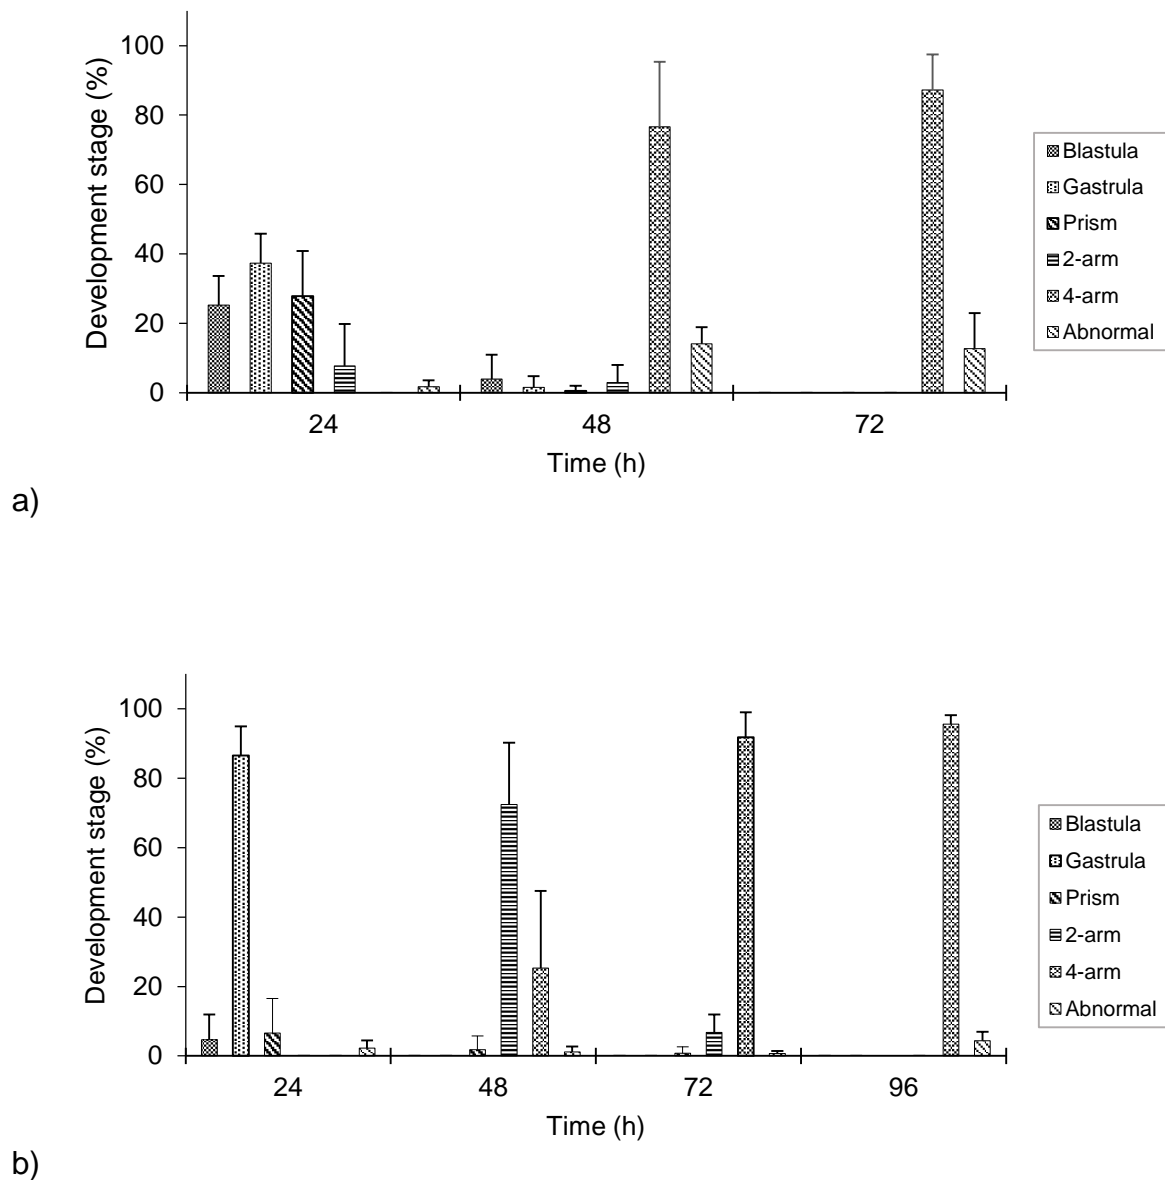 Development stage (%)
100
80
60
40
20
0
24 48 72
Time (h)
Blastula
Gastrula
Prism
2-arm
4-arm
Abnormal
a)
Development stage (%)
100
80
60
40
20
0
24 48 72 96
Time (h)
Blastula
Gastrula
Prism
2-arm
4-arm
Abnormal
b)